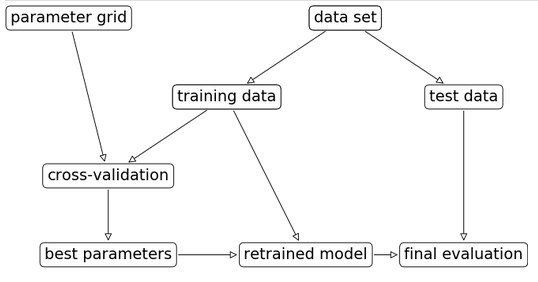 parameter grid
data set
training data
test data
cross-validation
best parameters
retrained model
final evaluation